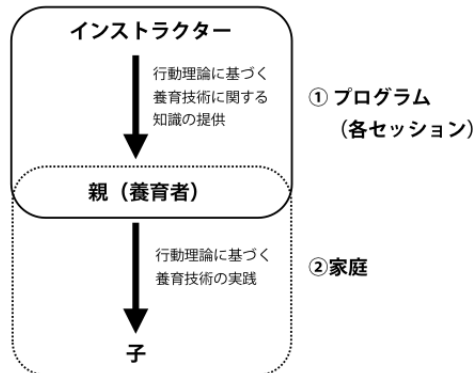 インストラクター
行動理論に基づく
養育技術に関する
知識の提供
① プログラム
（各セッション）
親（養育者）
行動理論に基づく
養育技術の実践
②家庭
子